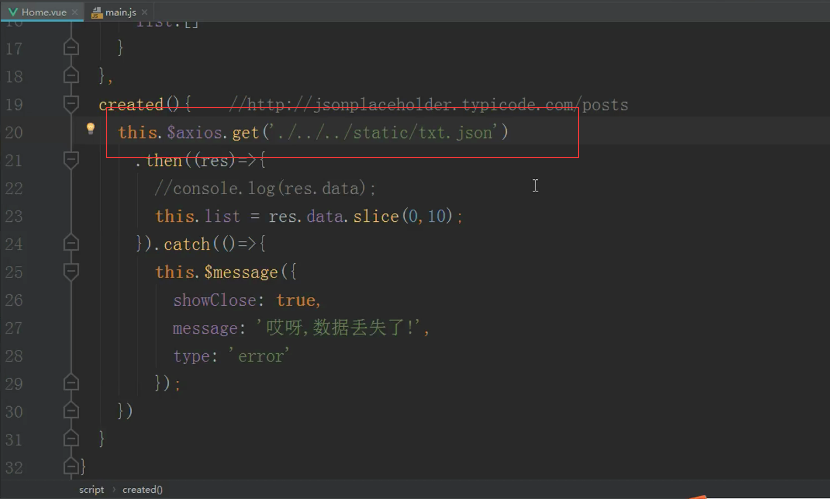 Home.vue × main.js ×
16 list:[]
17 }
18 },
19 created(){ //http://jsonplaceholder.typicode.com/posts
20 this.$axios.get('./../../static/txt.json')
21 .then((res)=>{
22 //console.log(res.data);
23 this.list = res.data.slice(0,10);
24 }).catch(()=>{
25 this.$message({
26 showClose: true,
27 message: '哎呀,数据丢失了!',
28 type: 'error'
29 });
30 })
31 }
32 }
script › created()